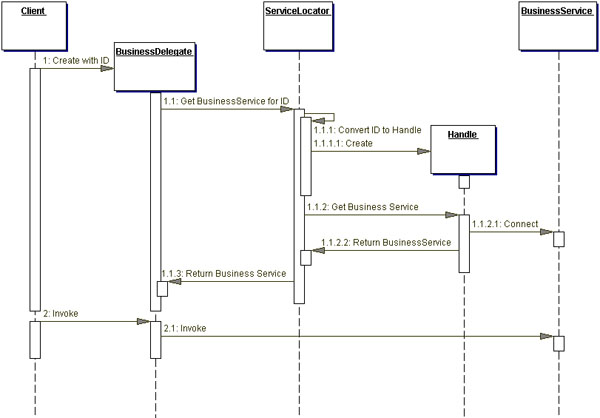 Client
ServiceLocator
BusinessService
BusinessDelegate
1: Create with ID
1.1: Get BusinessService for ID
1.1.1: Convert ID to Handle
1.1.1.1: Create
Handle
1.1.2: Get Business Service
1.1.2.1: Connect
1.1.2.2: Return BusinessService
1.1.3: Return Business Service
2: Invoke
2.1: Invoke